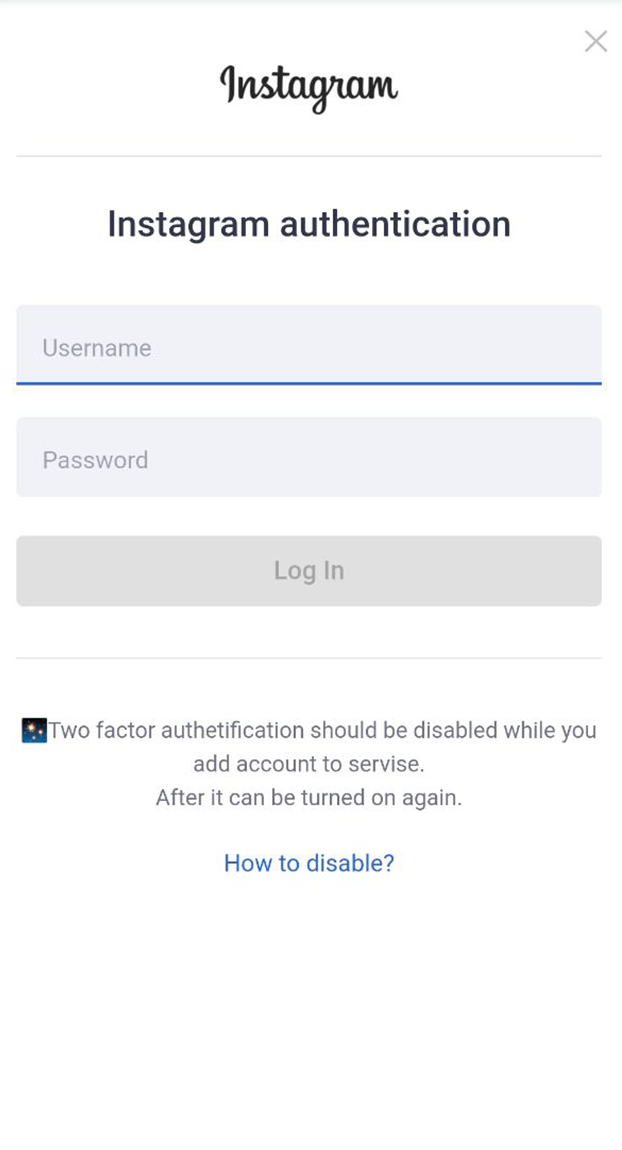 Instagram
Instagram authentication
Username
Password
Log In
Two factor authetification should be disabled while you
add account to servise.
After it can be turned on again.
How to disable?